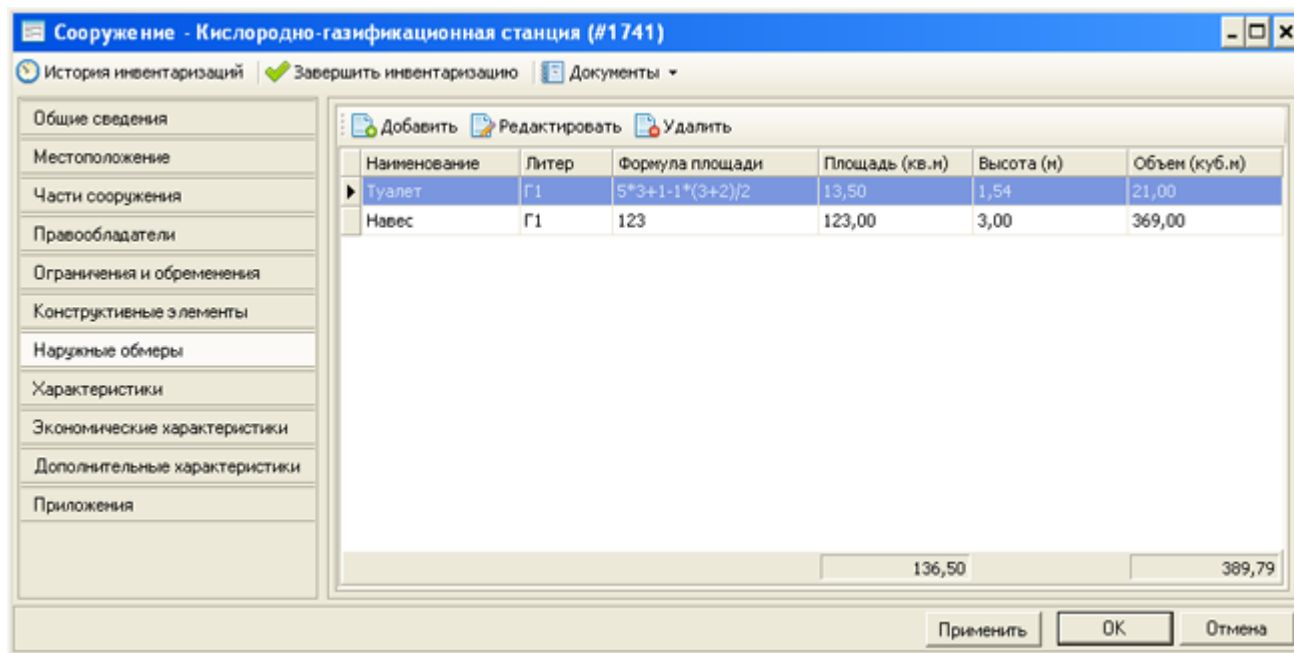 Сооружение - Кислородно-газификационная станция (#1741)
История инвентаризаций Завершить инвентаризацию Документы
Общие сведения
Местоположение
Части сооружения
Правообладатели
Ограничения и обременения
Конструктивные элементы
Наружные обмеры
Характеристики
Экономические характеристики
Дополнительные характеристики
Приложения
Добавить Редактировать Удалить
Наименование Литер Формула площади Площадь (кв.м) Высота (м) Объем (куб.м)
Туалет Г1 5*3+1-1*(3+2)/2 13,50 1,54 21,00
Навес Г1 123 123,00 3,00 369,00
136,50 389,79
Применить OK Отмена